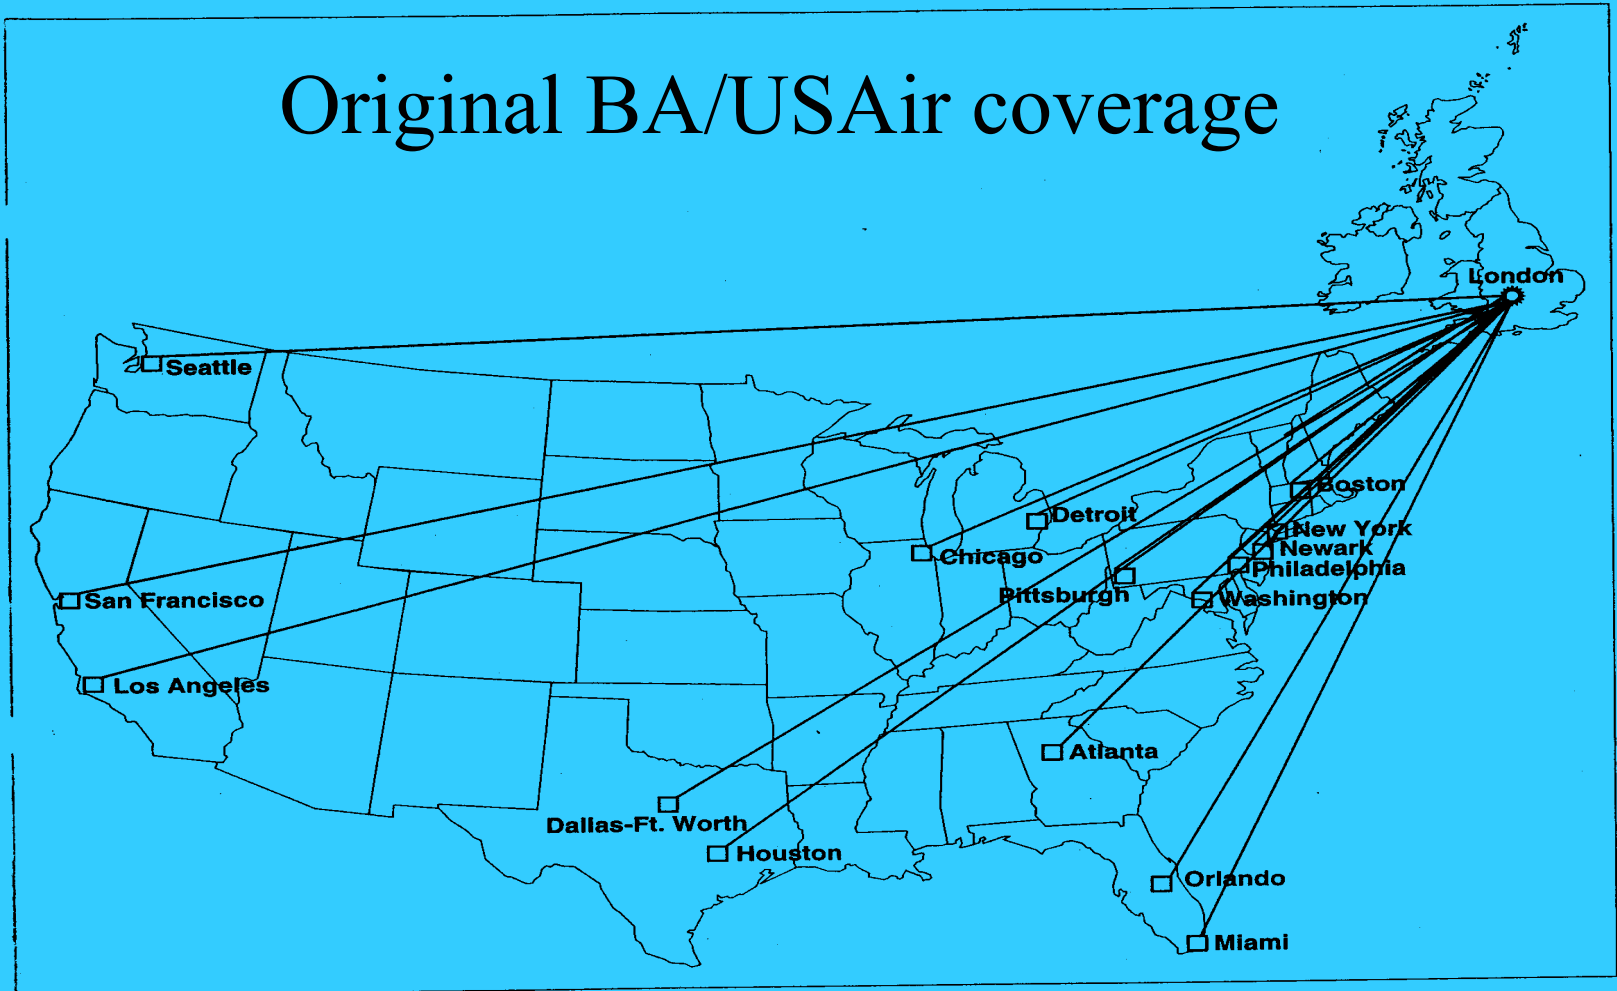 Original BA/USAir coverage
London
Seattle
Boston
Detroit
New York
Chicago
Newark
Philadelphia
Pittsburgh
Washington
San Francisco
Los Angeles
Atlanta
Dallas-Ft. Worth
Houston
Orlando
Miami